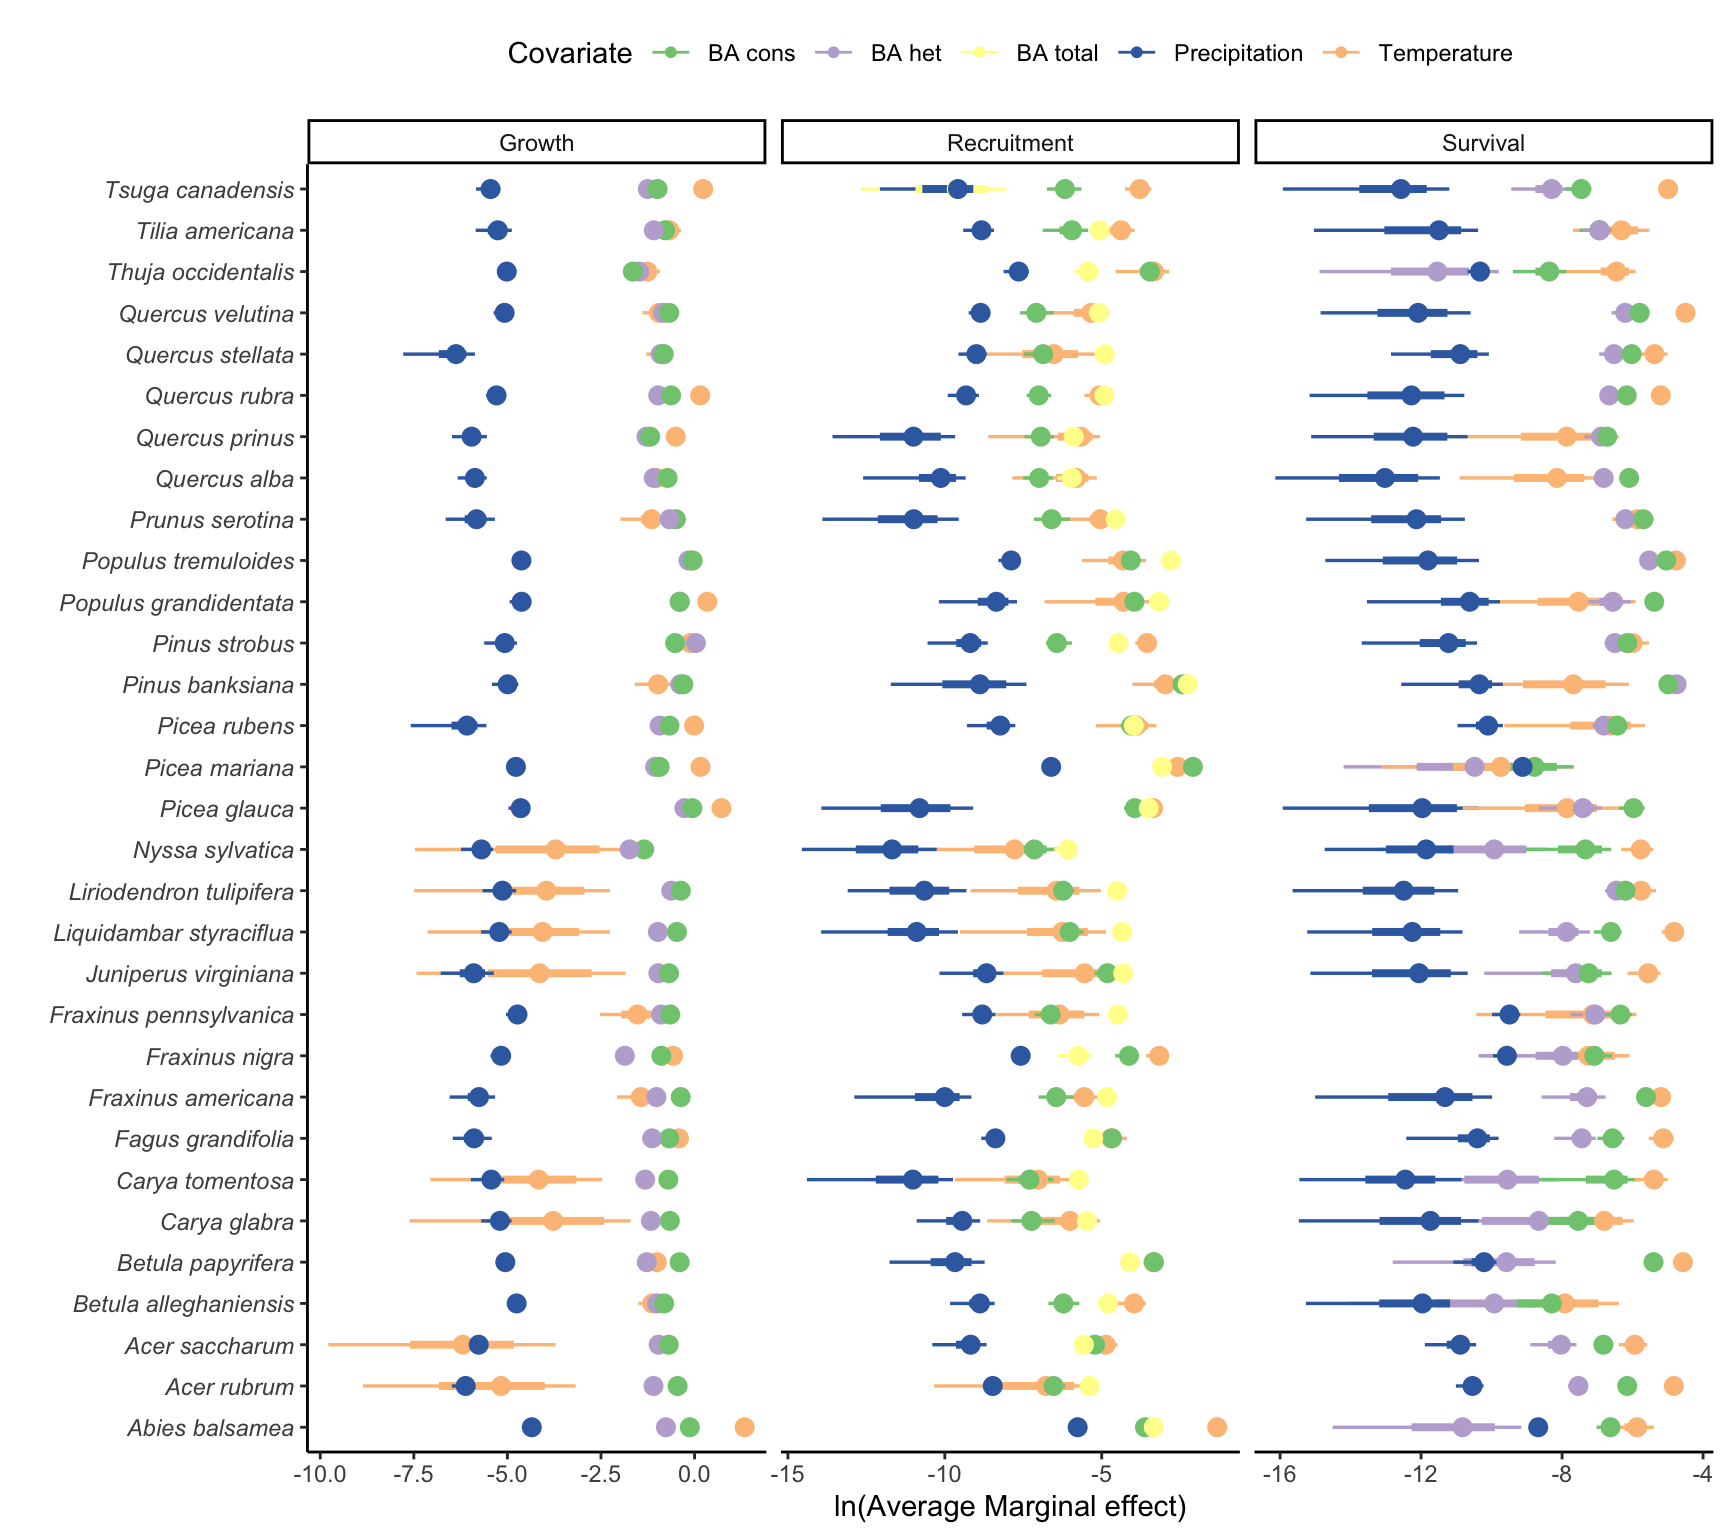 Covariate BA cons BA het BA total Precipitation Temperature
Growth Recruitment Survival
Tsuga canadensis
Tilia americana
Thuja occidentalis
Quercus velutina
Quercus stellata
Quercus rubra
Quercus prinus
Quercus alba
Prunus serotina
Populus tremuloides
Populus grandidentata
Pinus strobus
Pinus banksiana
Picea rubens
Picea mariana
Picea glauca
Nyssa sylvatica
Liriodendron tulipifera
Liquidambar styraciflua
Juniperus virginiana
Fraxinus pennsylvanica
Fraxinus nigra
Fraxinus americana
Fagus grandifolia
Carya tomentosa
Carya glabra
Betula papyrifera
Betula alleghaniensis
Acer saccharum
Acer rubrum
Abies balsamea
-10.0 -7.5 -5.0 -2.5 0.0 -15 -10 -5 -16 -12 -8 -4
ln(Average Marginal effect)